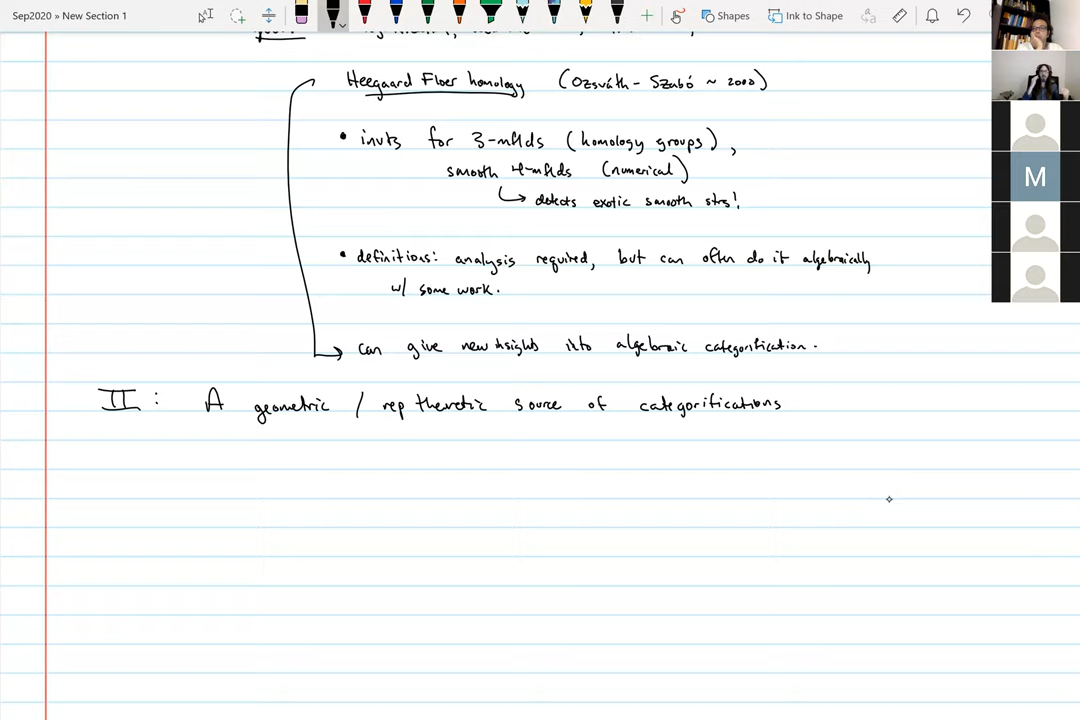 Sep2020 » New Section 1
Shapes
Ink to Shape
Heegaard Floer homology (Ozsváth-Szabó ~ 2000)
• invts for 3-mflds (homology groups),
smooth 4-mflds (numerical)
↳ detects exotic smooth strs!
• definitions: analysis required, but can often do it algebraically
w/ some work.
→ can give new insights into algebraic categorification.
II: A geometric / rep theoretic source of categorifications
M